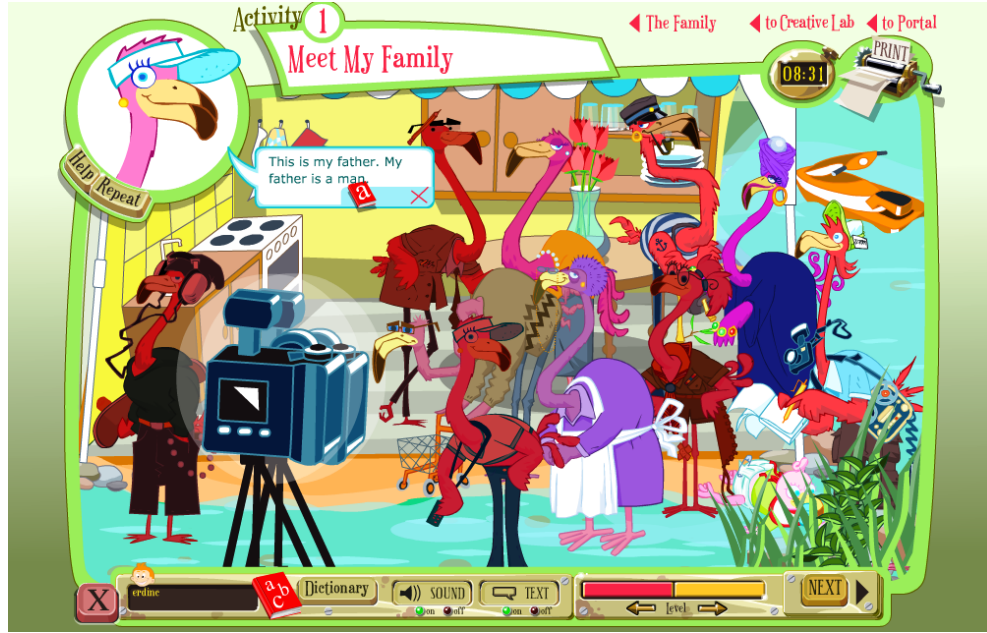 Activity 1
Meet My Family
The Family
to Creative Lab
to Portal
08:31
PRINT
This is my father. My
father is a man.
a
Help
Repeat
X
erdinc
a b c
Dictionary
SOUND
on off
TEXT
on off
level
NEXT